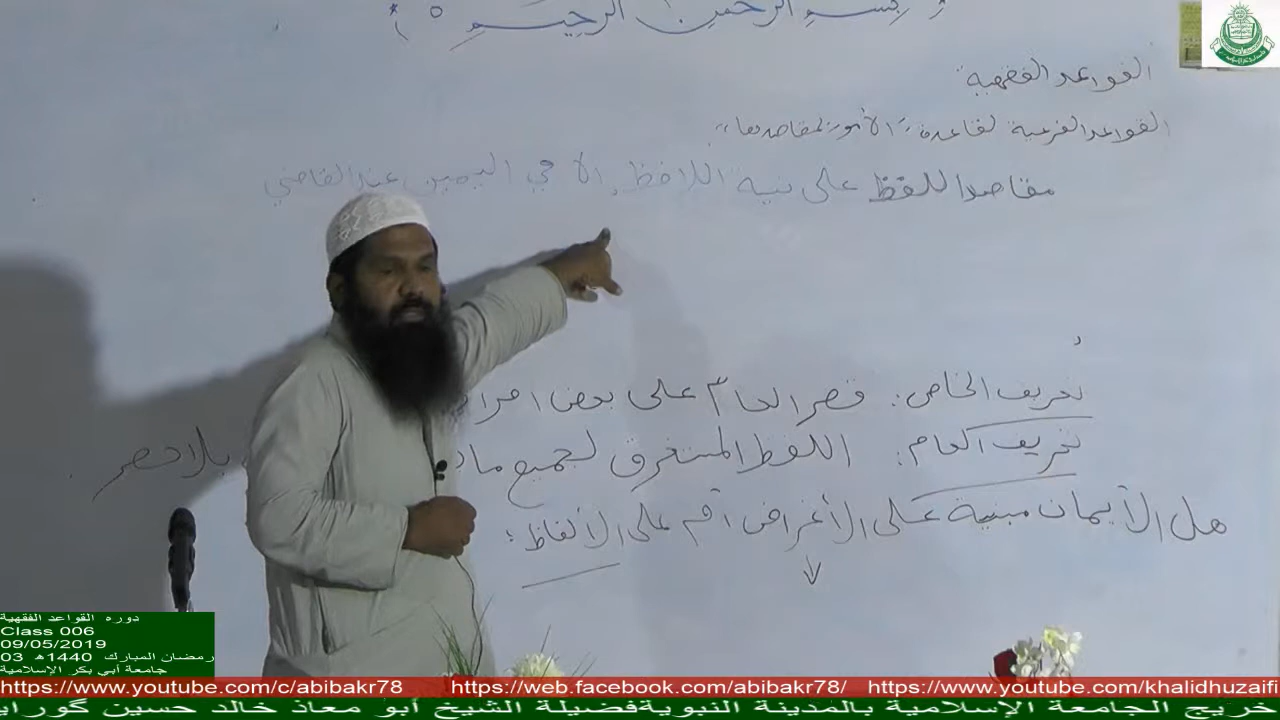 بسم الله الرحمن الرحيم
القواعد الفقهية
القواعد الفرعية لقاعدة "الأمور بمقاصدها"
مقاصد اللفظ على نية اللافظ. إلا في اليمين عند القاضي
تعريف الخاص: قصر العام على بعض
تعريف العام: اللفظ المستغرق لجميع ما بلا حصر.
هل الأيمان مبنية على الأغراض أم على الألفاظ؛
دوره القواعد الفقهية
Class 006
09/05/2019
رمضان المبارك 1440ه 03
جامعة أبي بكر الإسلامية
https://www.youtube.com/c/abibakr78 https://web.facebook.com/abibakr78/ https://www.youtube.com/khalidhuzaifi
خريج الجامعة الإسلامية بالمدينة النبوية فضيلة الشيخ أبو معاذ خالد حسين گورايه